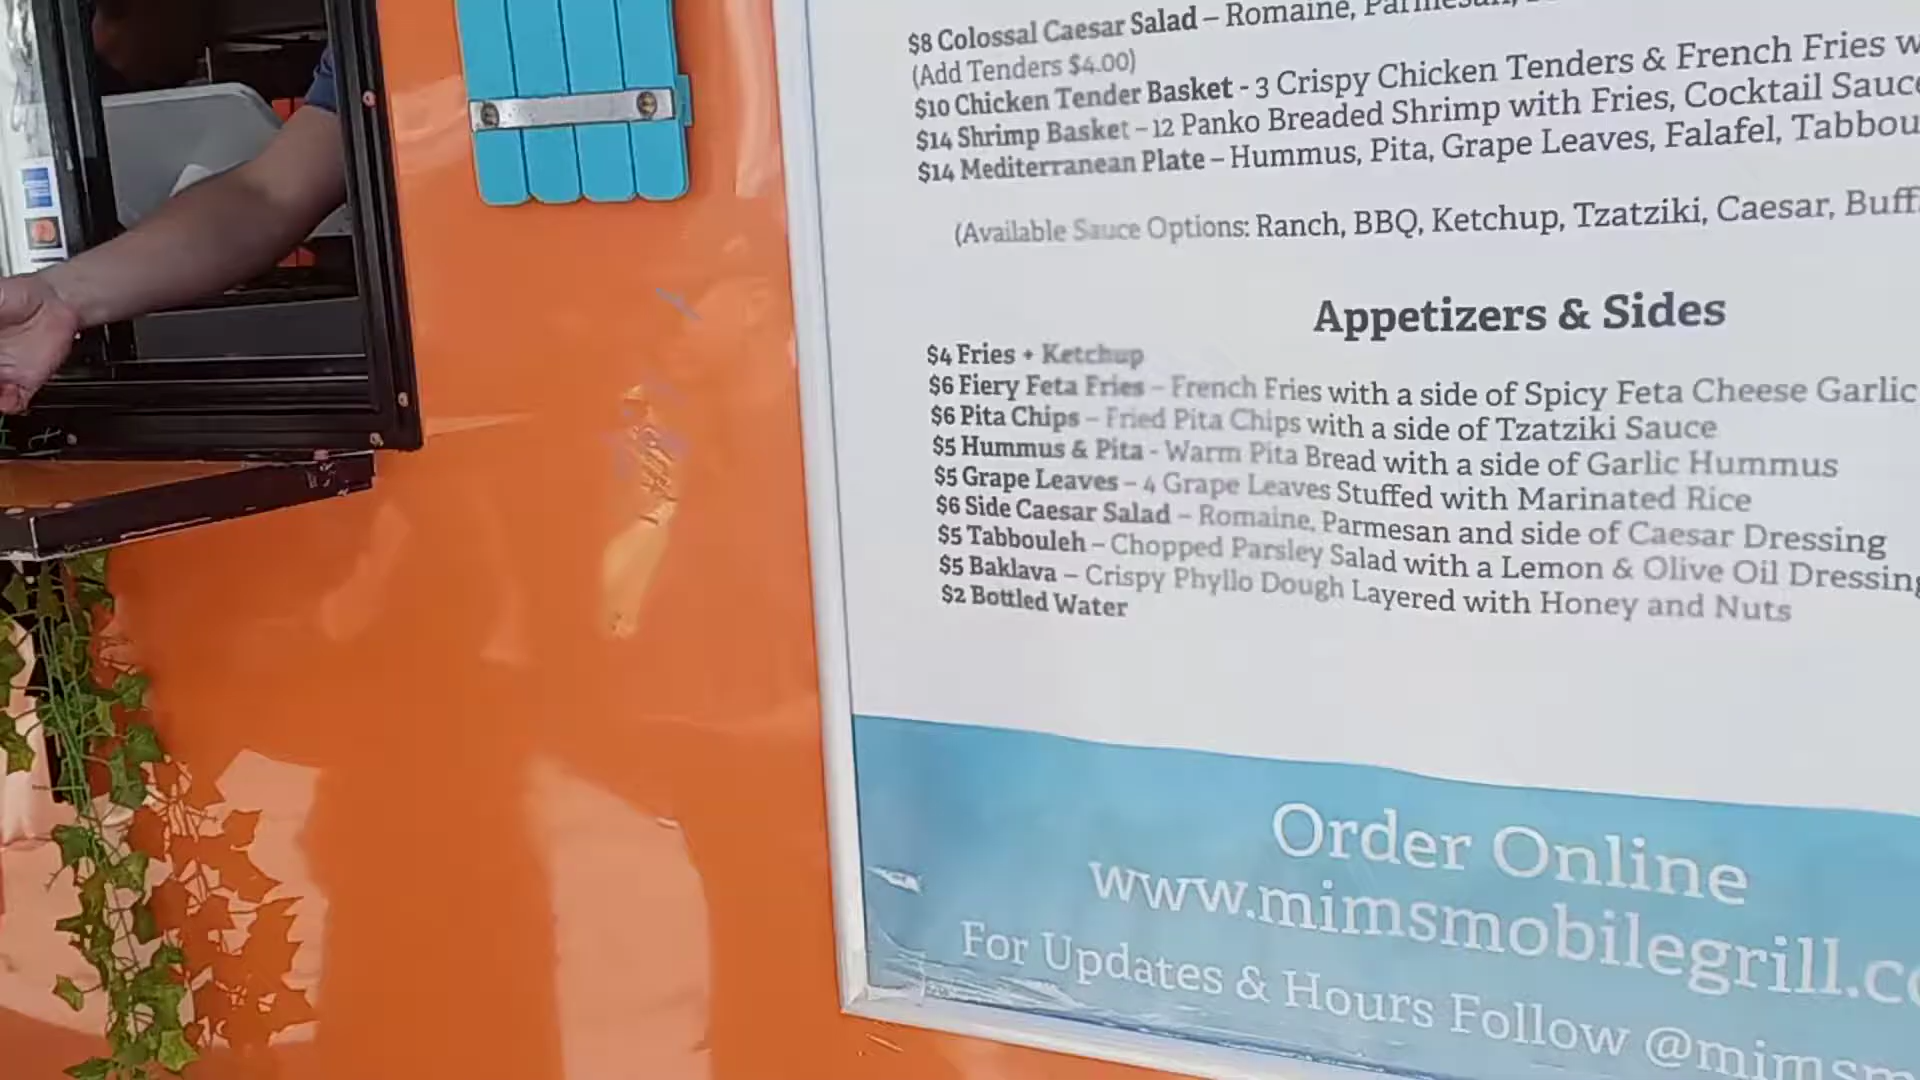 $8 Colossal Caesar Salad – Romaine, Parmesan,
(Add Tenders $4.00)
$10 Chicken Tender Basket - 3 Crispy Chicken Tenders & French Fries w
$14 Shrimp Basket – 12 Panko Breaded Shrimp with Fries, Cocktail Sauce
$14 Mediterranean Plate – Hummus, Pita, Grape Leaves, Falafel, Tabbou
(Available Sauce Options: Ranch, BBQ, Ketchup, Tzatziki, Caesar, Buff
Appetizers & Sides
$4 Fries + Ketchup
$6 Fiery Feta Fries – French Fries with a side of Spicy Feta Cheese Garlic
$6 Pita Chips – Fried Pita Chips with a side of Tzatziki Sauce
$5 Hummus & Pita - Warm Pita Bread with a side of Garlic Hummus
$5 Grape Leaves – 4 Grape Leaves Stuffed with Marinated Rice
$6 Side Caesar Salad – Romaine, Parmesan and side of Caesar Dressing
$5 Tabbouleh – Chopped Parsley Salad with a Lemon & Olive Oil Dressing
$5 Baklava – Crispy Phyllo Dough Layered with Honey and Nuts
$2 Bottled Water
Order Online
www.mimsmobilegrill.co
For Updates & Hours Follow @mimsm